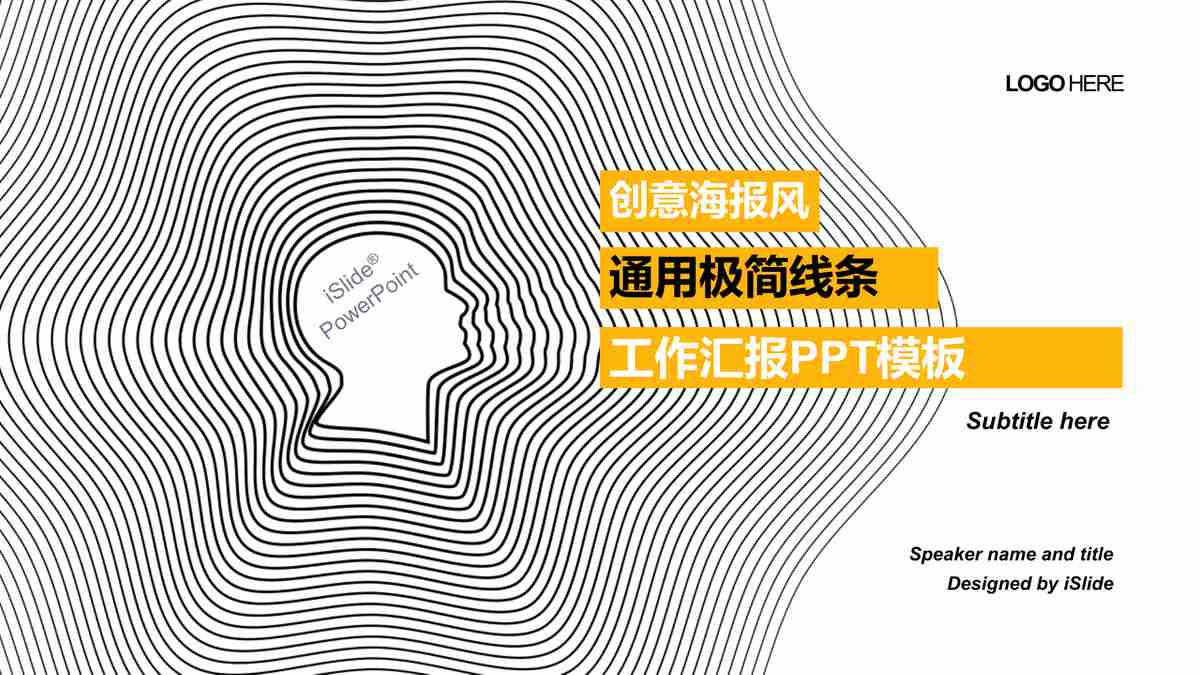 LOGO HERE
创意海报风
通用极简线条
工作汇报PPT模板
iSlide®
PowerPoint
Subtitle here
Speaker name and title
Designed by iSlide